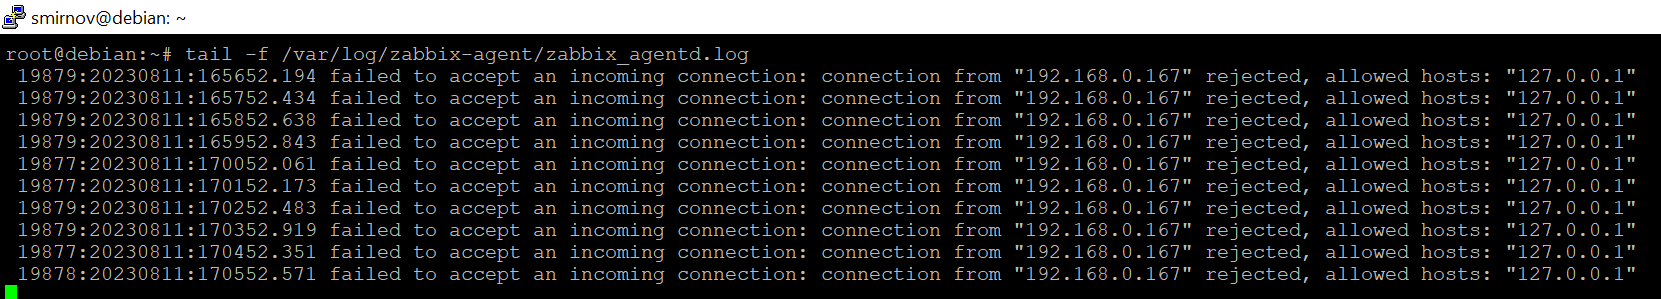 smirnov@debian: ~
root@debian:~# tail -f /var/log/zabbix-agent/zabbix_agentd.log
19879:20230811:165652.194 failed to accept an incoming connection: connection from "192.168.0.167" rejected, allowed hosts: "127.0.0.1"
19879:20230811:165752.434 failed to accept an incoming connection: connection from "192.168.0.167" rejected, allowed hosts: "127.0.0.1"
19879:20230811:165852.638 failed to accept an incoming connection: connection from "192.168.0.167" rejected, allowed hosts: "127.0.0.1"
19879:20230811:165952.843 failed to accept an incoming connection: connection from "192.168.0.167" rejected, allowed hosts: "127.0.0.1"
19877:20230811:170052.061 failed to accept an incoming connection: connection from "192.168.0.167" rejected, allowed hosts: "127.0.0.1"
19877:20230811:170152.173 failed to accept an incoming connection: connection from "192.168.0.167" rejected, allowed hosts: "127.0.0.1"
19879:20230811:170252.483 failed to accept an incoming connection: connection from "192.168.0.167" rejected, allowed hosts: "127.0.0.1"
19879:20230811:170352.919 failed to accept an incoming connection: connection from "192.168.0.167" rejected, allowed hosts: "127.0.0.1"
19877:20230811:170452.351 failed to accept an incoming connection: connection from "192.168.0.167" rejected, allowed hosts: "127.0.0.1"
19878:20230811:170552.571 failed to accept an incoming connection: connection from "192.168.0.167" rejected, allowed hosts: "127.0.0.1"